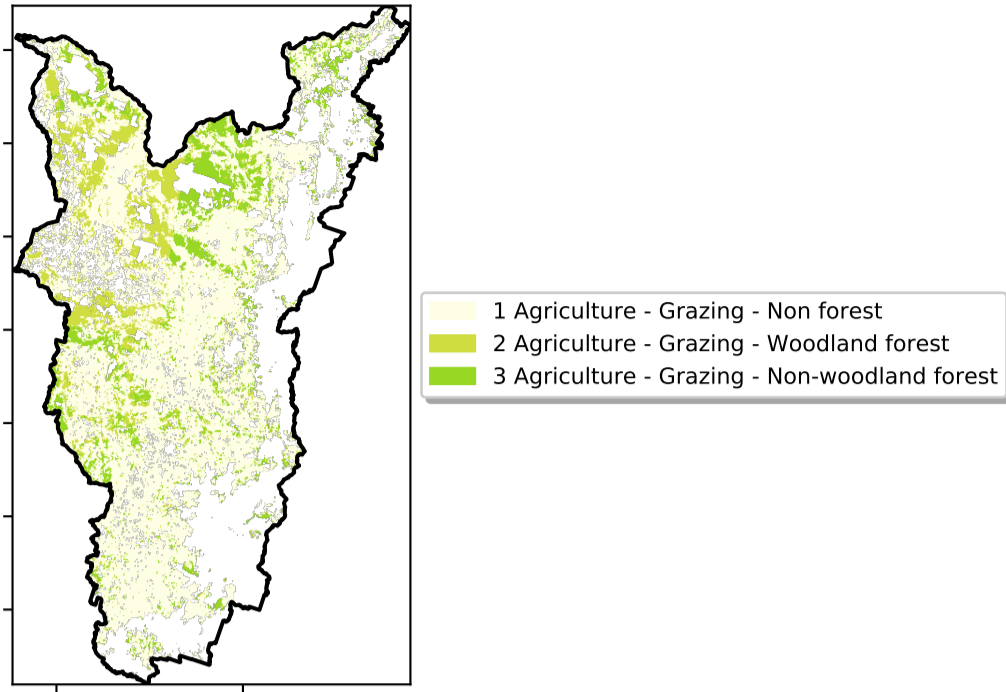 1 Agriculture - Grazing - Non forest
2 Agriculture - Grazing - Woodland forest
3 Agriculture - Grazing - Non-woodland forest